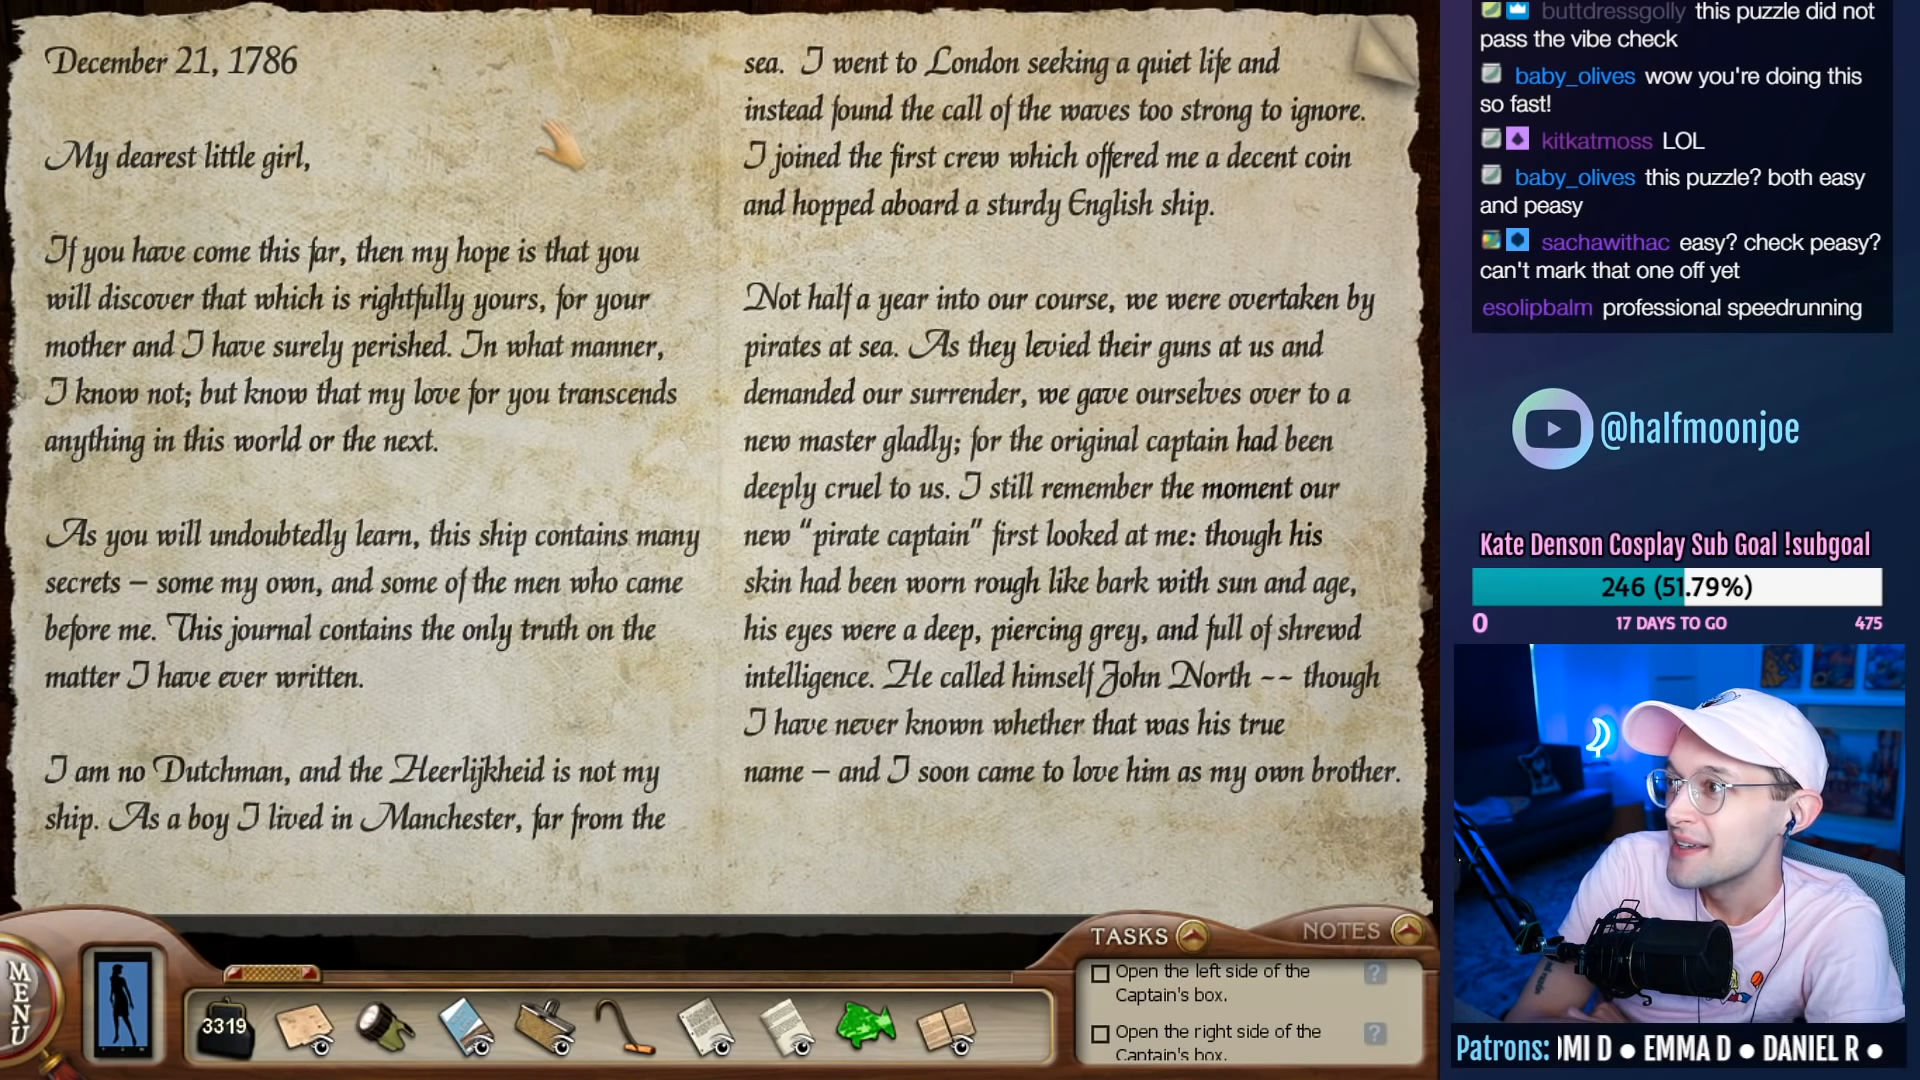 December 21, 1786
My dearest little girl,
If you have come this far, then my hope is that you
will discover that which is rightfully yours, for your
mother and I have surely perished. In what manner,
I know not; but know that my love for you transcends
anything in this world or the next.
As you will undoubtedly learn, this ship contains many
secrets – some my own, and some of the men who came
before me. This journal contains the only truth on the
matter I have ever written.
I am no Dutchman, and the Heerlijkheid is not my
ship. As a boy I lived in Manchester, far from the
sea. I went to London seeking a quiet life and
instead found the call of the waves too strong to ignore.
I joined the first crew which offered me a decent coin
and hopped aboard a sturdy English ship.
Not half a year into our course, we were overtaken by
pirates at sea. As they levied their guns at us and
demanded our surrender, we gave ourselves over to a
new master gladly; for the original captain had been
deeply cruel to us. I still remember the moment our
new "pirate captain" first looked at me: though his
skin had been worn rough like bark with sun and age,
his eyes were a deep, piercing grey, and full of shrewd
intelligence. He called himself John North -- though
I have never known whether that was his true
name – and I soon came to love him as my own brother.
MENU
3319
TASKS
NOTES
Open the left side of the
Captain's box.
?
Open the right side of the
Captain's box.
?
buttdressgolly this puzzle did not
pass the vibe check
baby_olives wow you're doing this
so fast!
kitkatmoss LOL
baby_olives this puzzle? both easy
and peasy
sachawithac easy? check peasy?
can't mark that one off yet
esolipbalm professional speedrunning
@halfmoonjoe
Kate Denson Cosplay Sub Goal !subgoal
246 (51.79%)
0 17 DAYS TO GO 475
Patrons: OMI D ● EMMA D ● DANIEL R ●